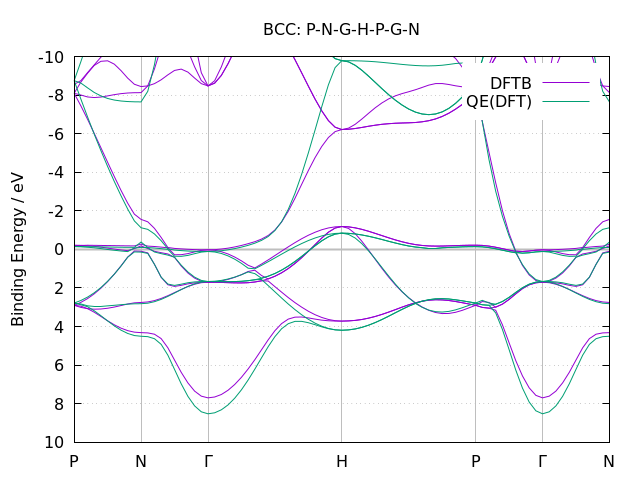 BCC: P-N-G-H-P-G-N
-10
-8
-6
-4
-2
0
2
4
6
8
10
Binding Energy / eV
DFTB
QE(DFT)
P N Γ H P Γ N